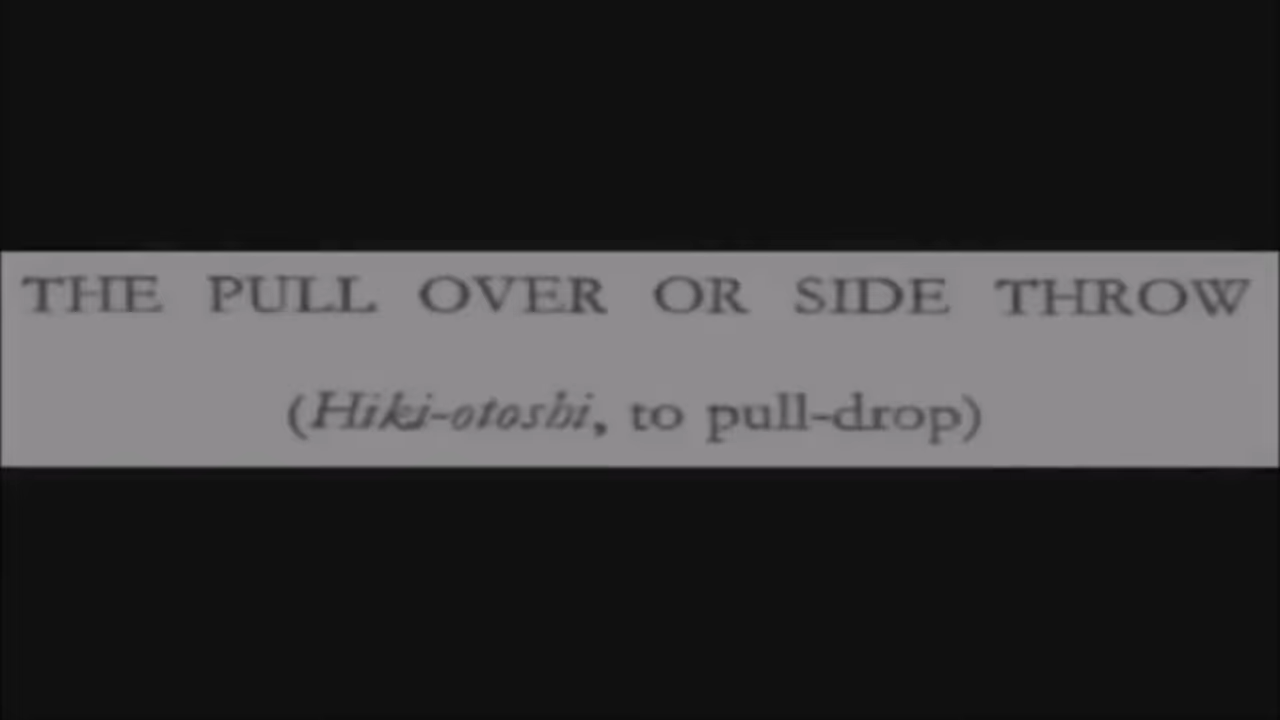 THE PULL OVER OR SIDE THROW
(Hiki-otoshi, to pull-drop)